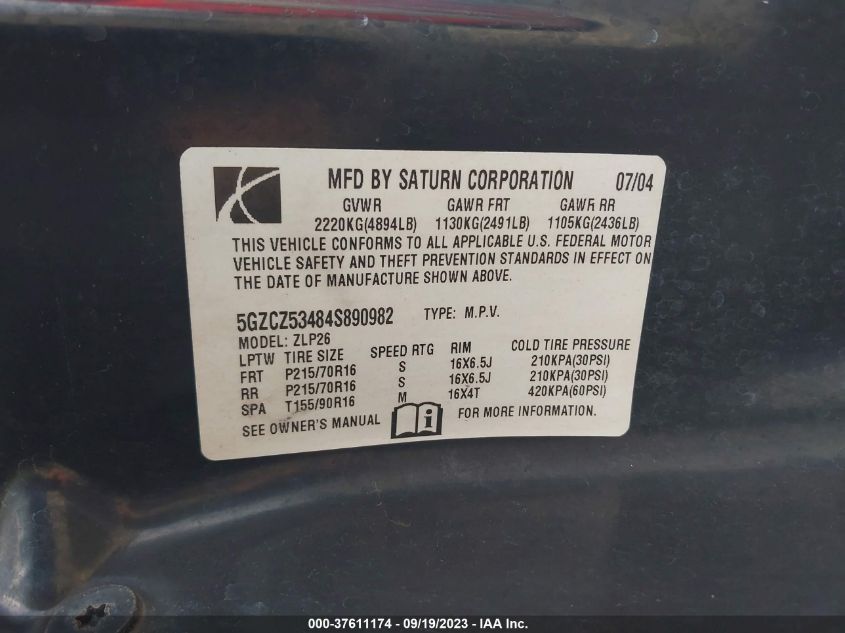 MFD BY SATURN CORPORATION 07/04
GVWR GAWR FRT GAWR RR
2220KG(4894LB) 1130KG(2491LB) 1105KG(2436LB)
THIS VEHICLE CONFORMS TO ALL APPLICABLE U.S. FEDERAL MOTOR
VEHICLE SAFETY AND THEFT PREVENTION STANDARDS IN EFFECT ON
THE DATE OF MANUFACTURE SHOWN ABOVE.
5GZCZ53484S890982 TYPE: M.P.V.
MODEL: ZLP26
LPTW TIRE SIZE SPEED RTG RIM COLD TIRE PRESSURE
FRT P215/70R16 S 16X6.5J 210KPA(30PSI)
RR P215/70R16 S 16X6.5J 210KPA(30PSI)
SPA T155/90R16 M 16X4T 420KPA(60PSI)
SEE OWNER'S MANUAL i FOR MORE INFORMATION.
000-37611174 - 09/19/2023 - IAA Inc.